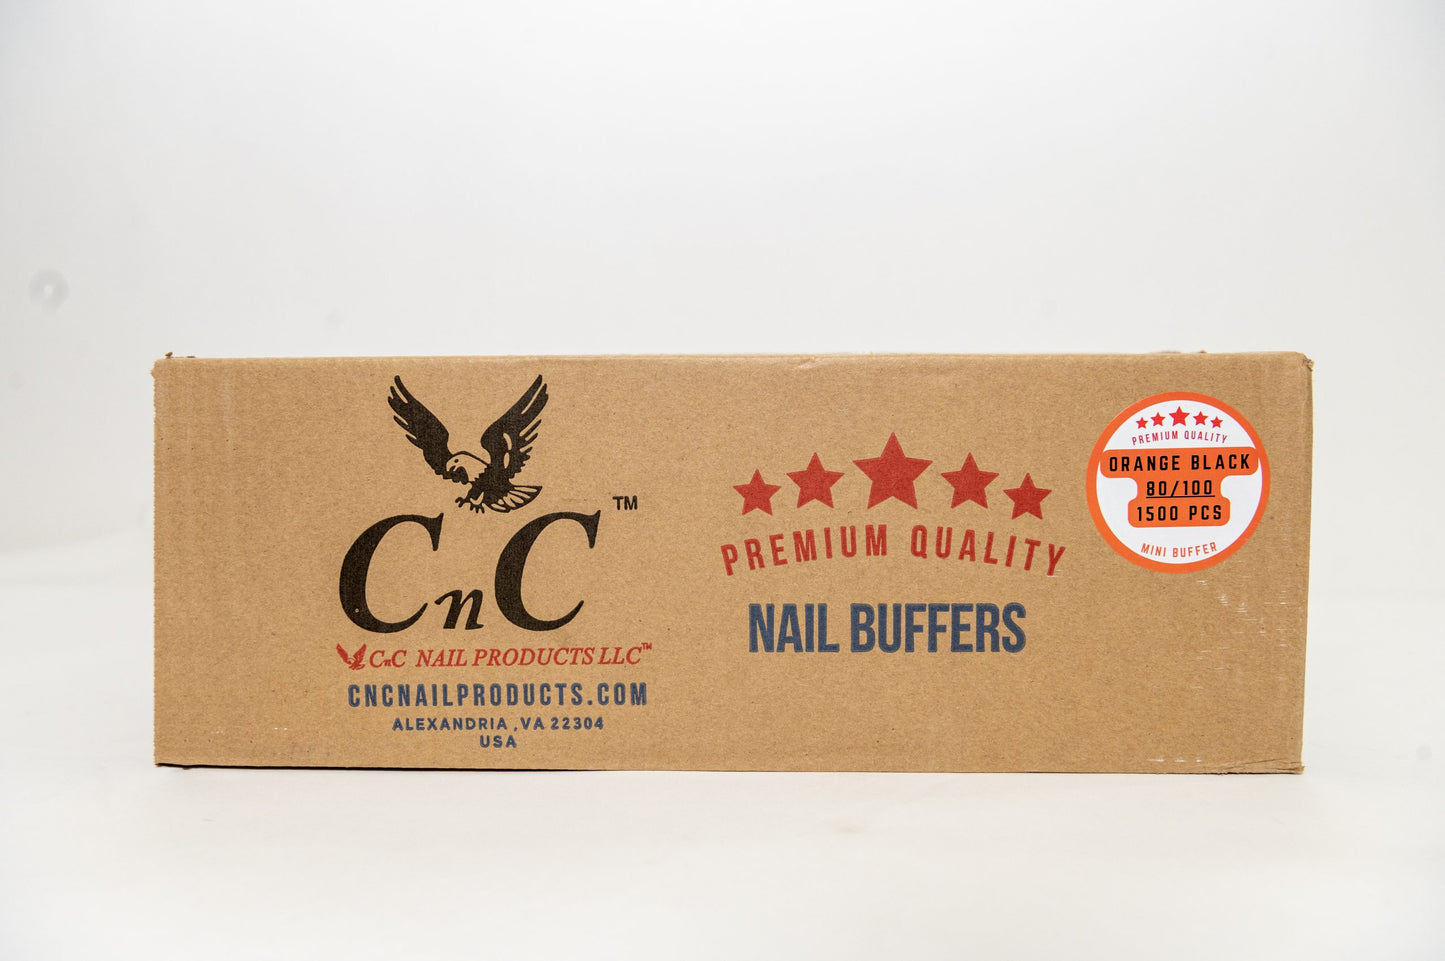 CnC™
CnC NAIL PRODUCTS LLC™
CNCNAILPRODUCTS.COM
ALEXANDRIA ,VA 22304
USA
PREMIUM QUALITY
NAIL BUFFERS
PREMIUM QUALITY
ORANGE BLACK
80/100
1500 PCS
MINI BUFFER